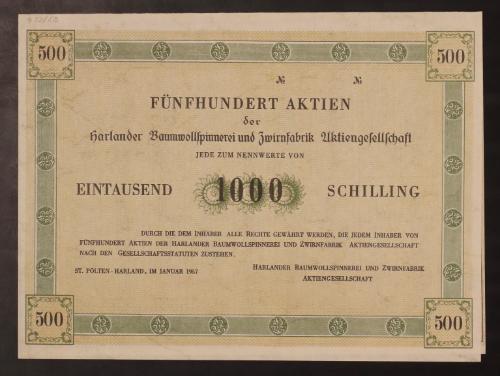 500 500
№ №
FÜNFHUNDERT AKTIEN
der
Harlander Baumwollspinnerei und Zwirnfabrik Aktiengesellschaft
JEDE ZUM NENNWERTE VON
EINTAUSEND 1000 SCHILLING
DURCH DIE DEM INHABER ALLE RECHTE GEWÄHRT WERDEN, DIE JEDEM INHABER VON
FÜNFHUNDERT AKTIEN DER HARLANDER BAUMWOLLSPINNEREI UND ZWIRNFABRIK AKTIENGESELLSCHAFT
NACH DEN GESELLSCHAFTSSTATUTEN ZUSTEHEN.
ST. PÖLTEN-HARLAND, IM JANUAR 1967
HARLANDER BAUMWOLLSPINNEREI UND ZWIRNFABRIK
AKTIENGESELLSCHAFT
500 500